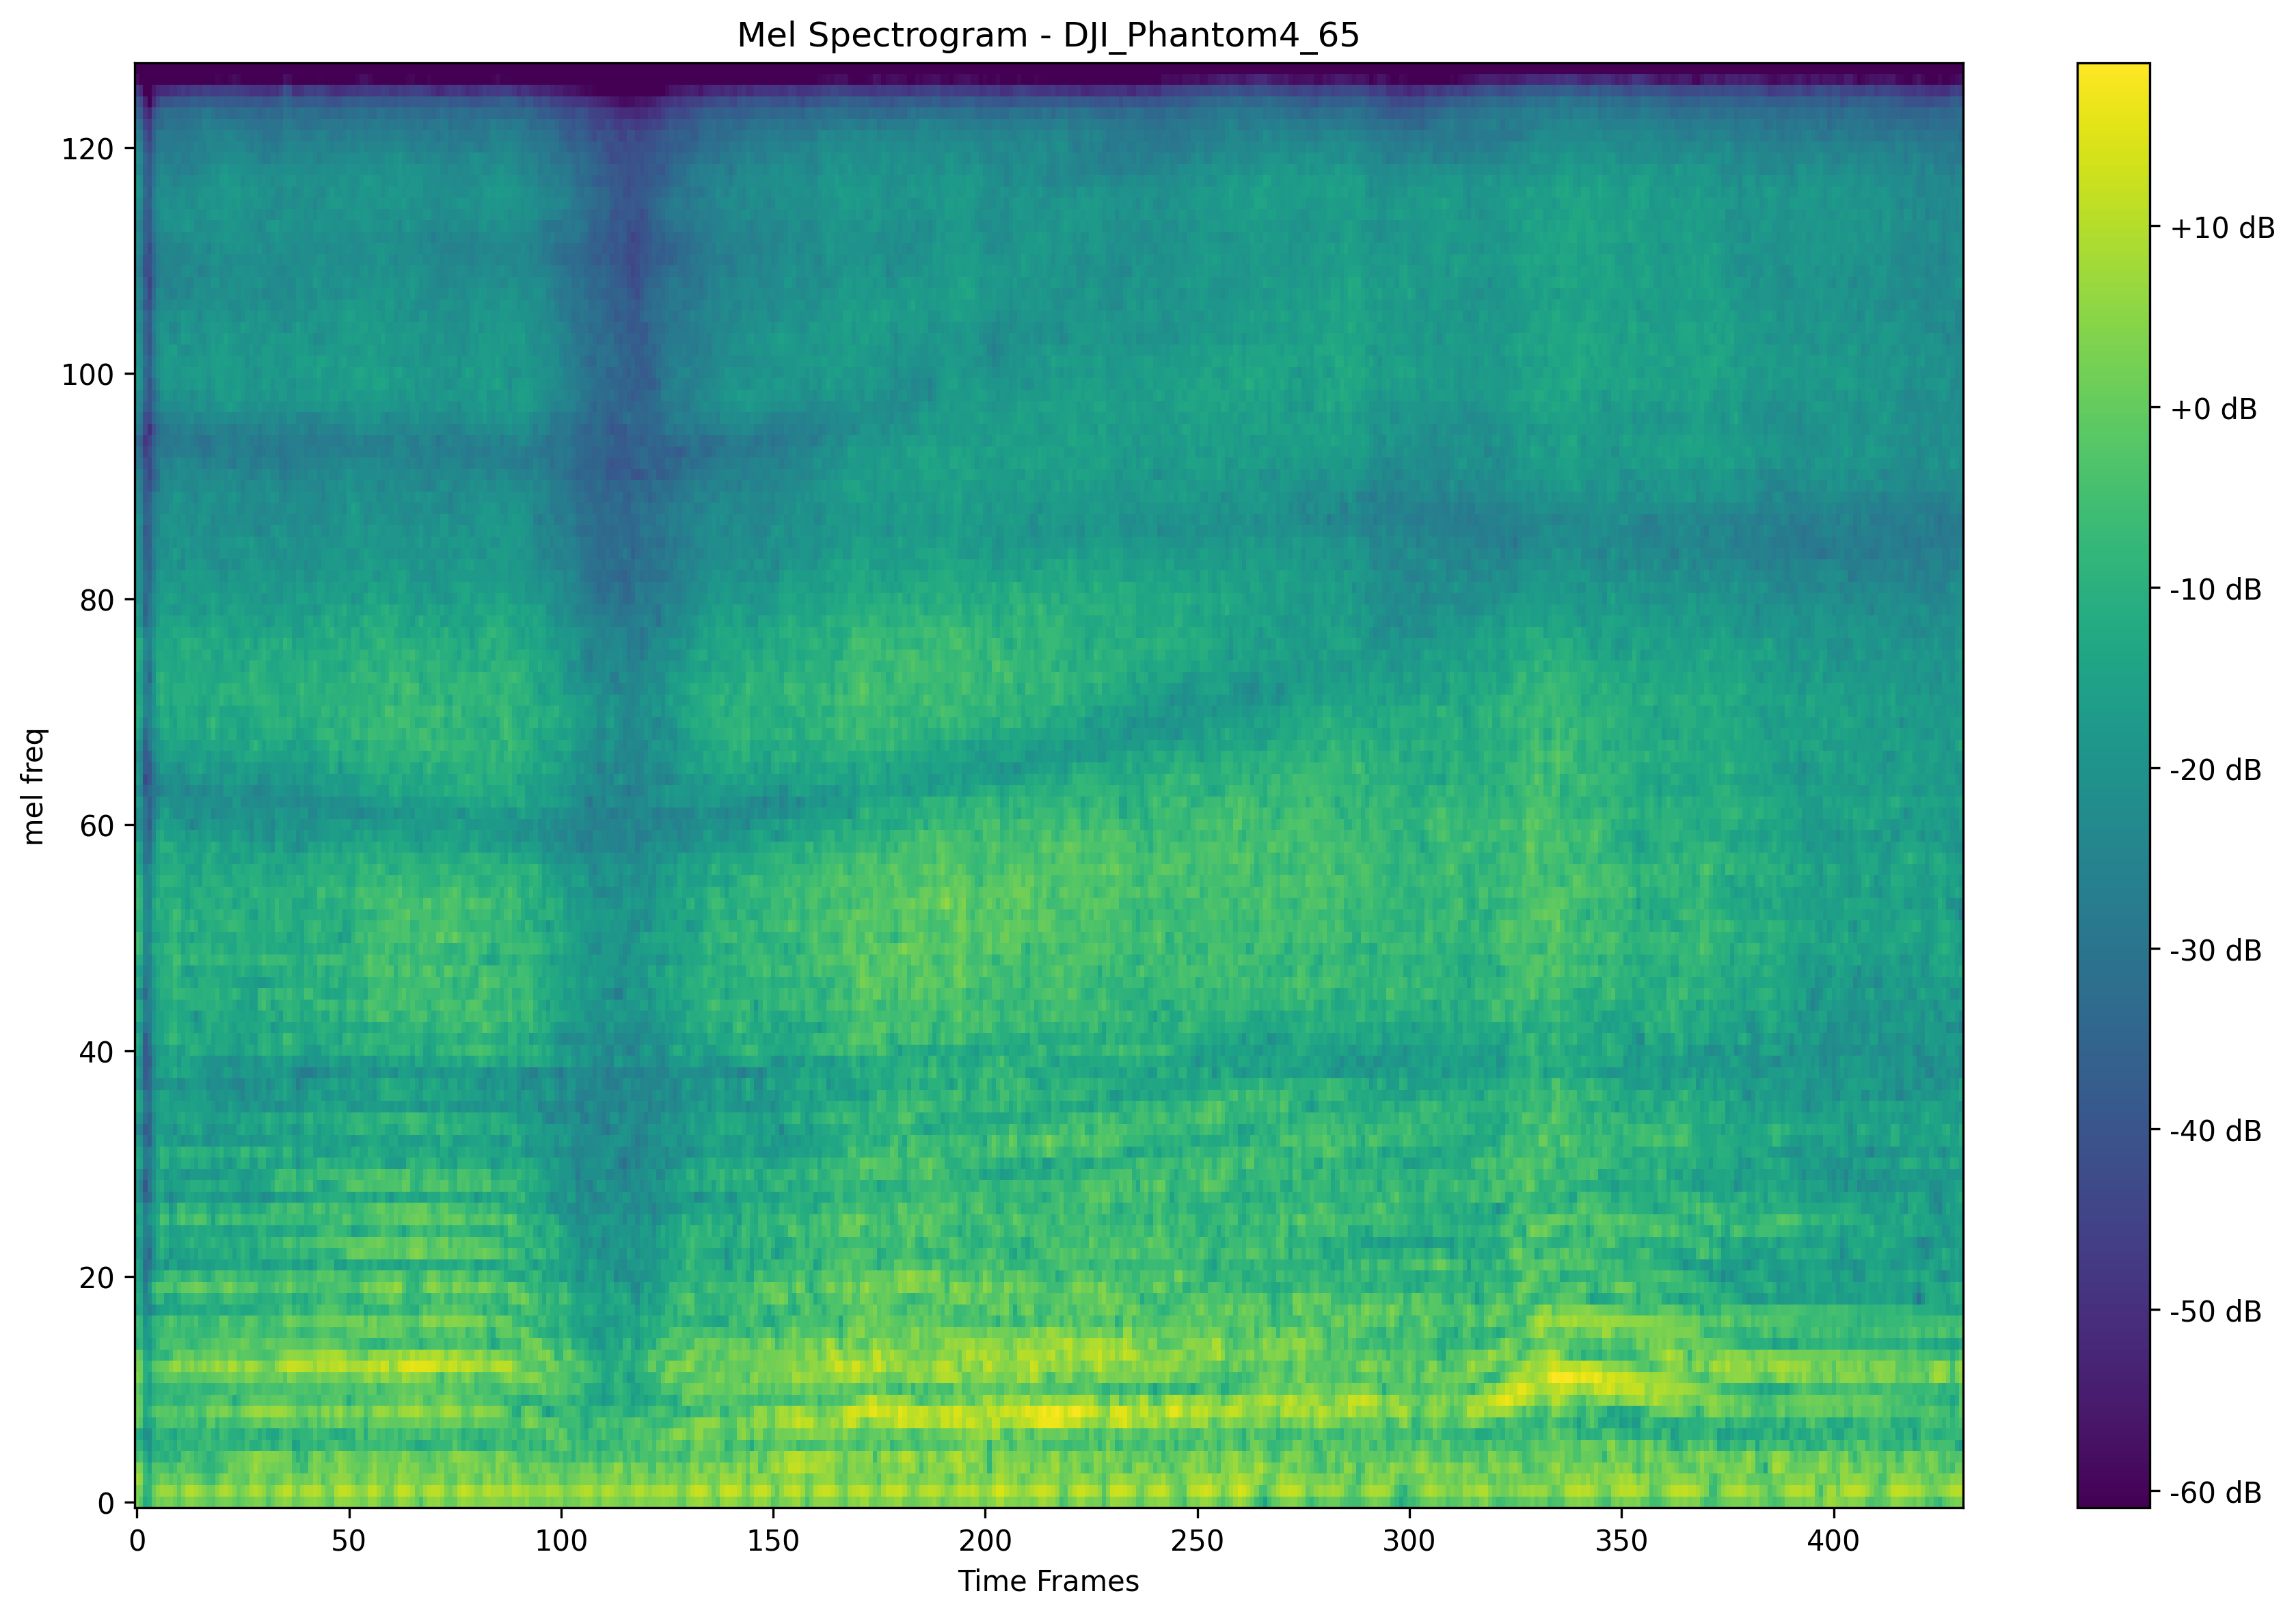 Mel Spectrogram - DJI_Phantom4_65
mel freq
120
100
80
60
40
20
0
0 50 100 150 200 250 300 350 400
Time Frames
+10 dB
+0 dB
-10 dB
-20 dB
-30 dB
-40 dB
-50 dB
-60 dB